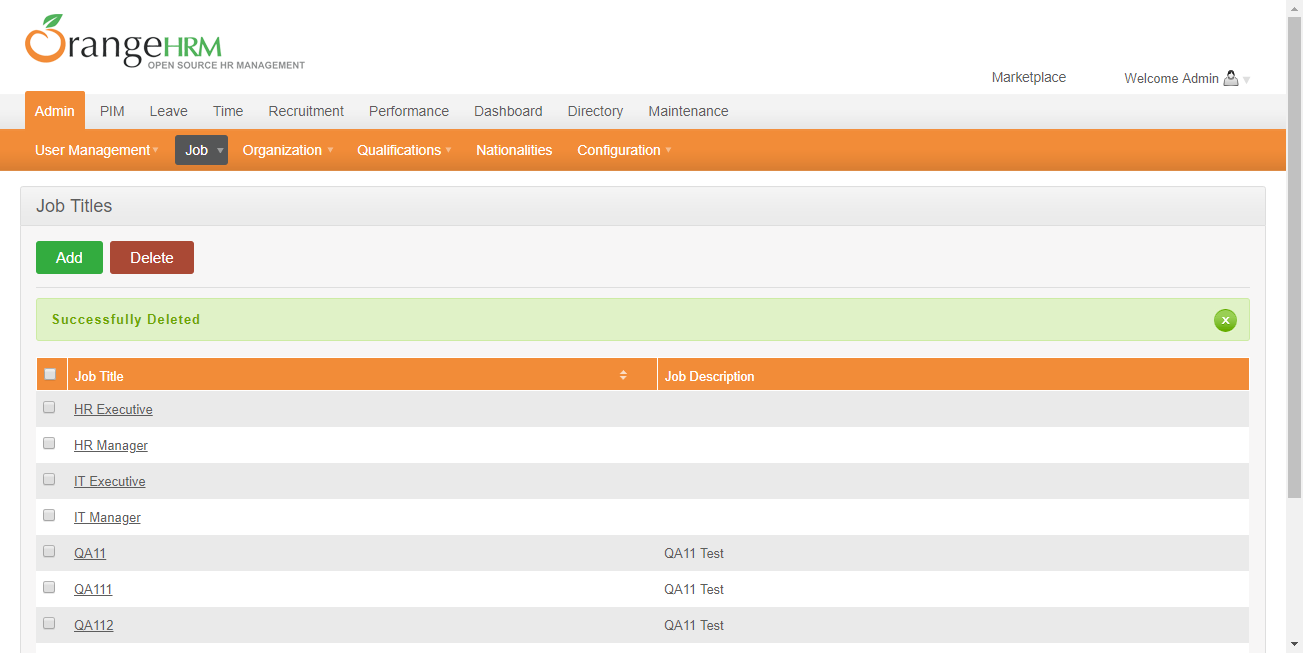 OrangeHRM
OPEN SOURCE HR MANAGEMENT
Marketplace Welcome Admin
Admin PIM Leave Time Recruitment Performance Dashboard Directory Maintenance
User Management Job Organization Qualifications Nationalities Configuration
Job Titles
Add Delete
Successfully Deleted x
Job Title Job Description
HR Executive
HR Manager
IT Executive
IT Manager
QA11 QA11 Test
QA111 QA11 Test
QA112 QA11 Test